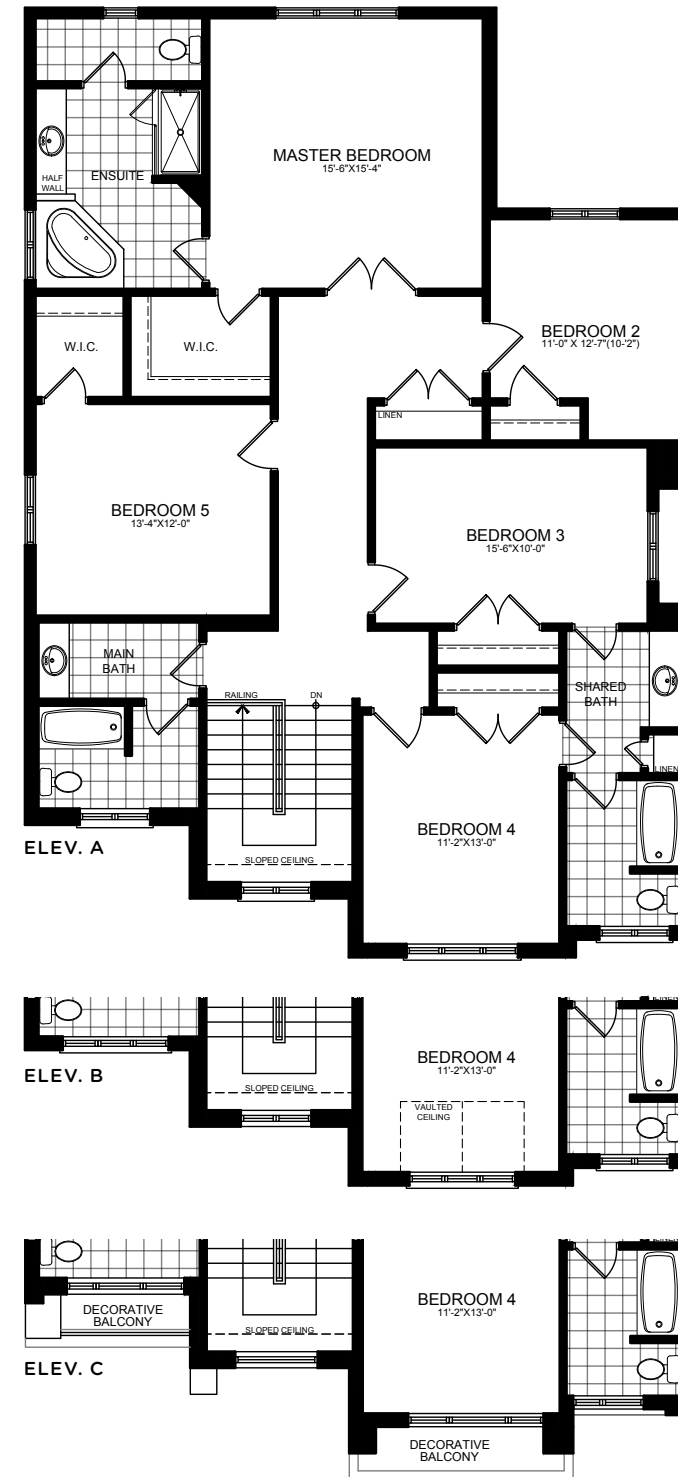 MASTER BEDROOM
15'-6"X15'-4"
ENSUITE
HALF
WALL
W.I.C.
W.I.C.
BEDROOM 2
11'-0" X 12'-7"(10-'2")
LINEN
BEDROOM 5
13'-4"X12'-0"
BEDROOM 3
15'-6"X10'-0"
MAIN
BATH
SHARED
BATH
RAILING
DN
LINEN
BEDROOM 4
11'-2"X13'-0"
SLOPED CEILING
ELEV. A
BEDROOM 4
11'-2"X13'-0"
SLOPED CEILING
VAULTED
CEILING
ELEV. B
BEDROOM 4
11'-2"X13'-0"
DECORATIVE
BALCONY
SLOPED CEILING
ELEV. C
DECORATIVE
BALCONY